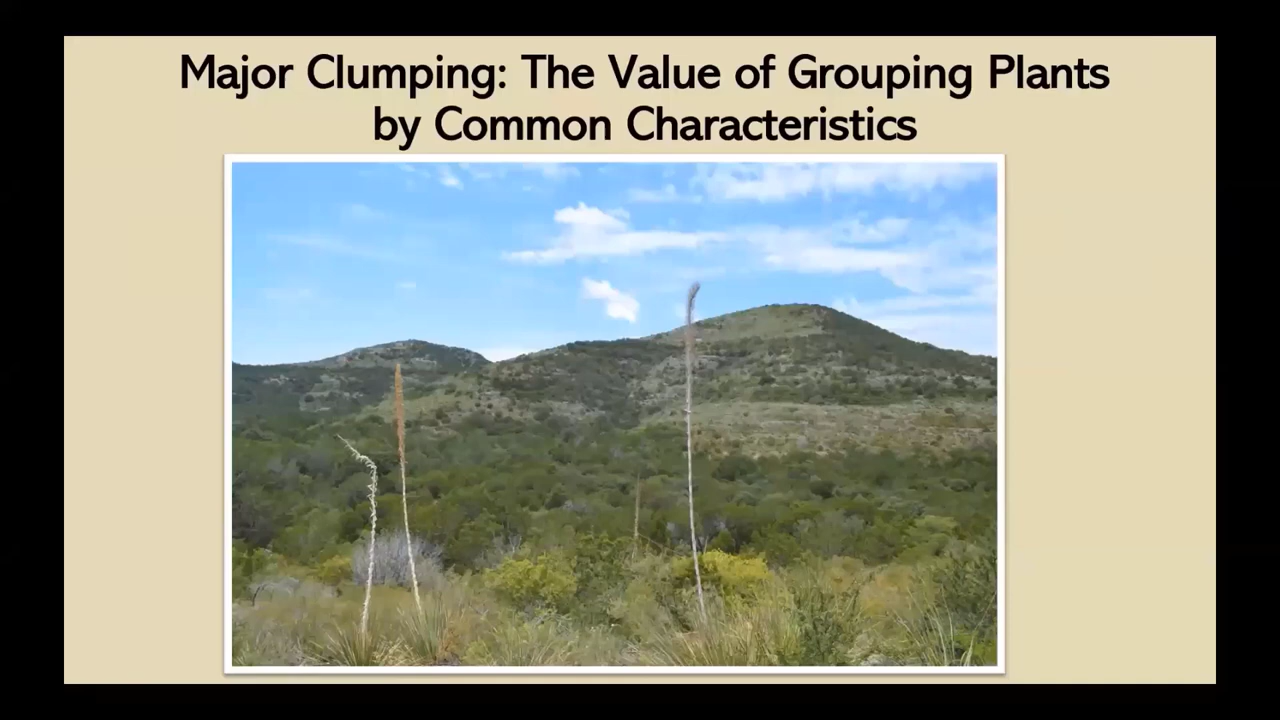 Major Clumping: The Value of Grouping Plants
by Common Characteristics